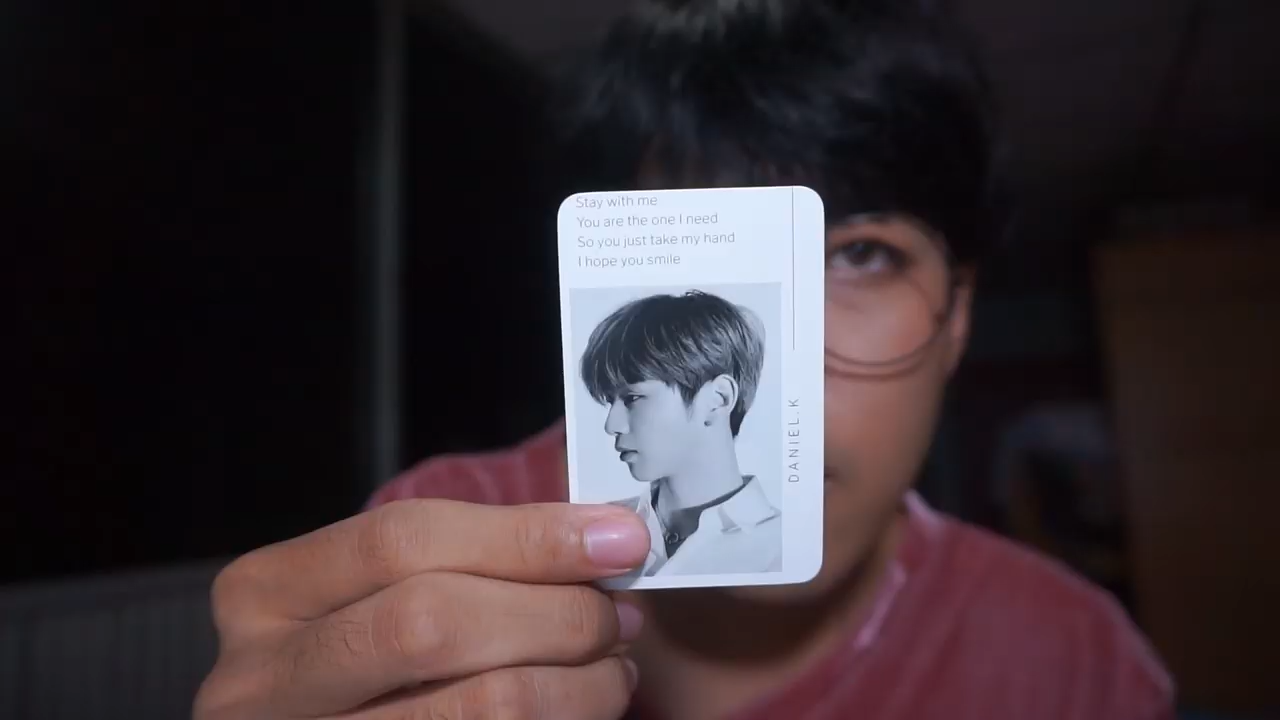 Stay with me
You are the one I need
So you just take my hand
I hope you smile
DANIEL.K